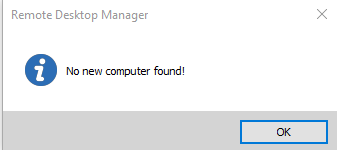 Remote Desktop Manager
No new computer found!
OK